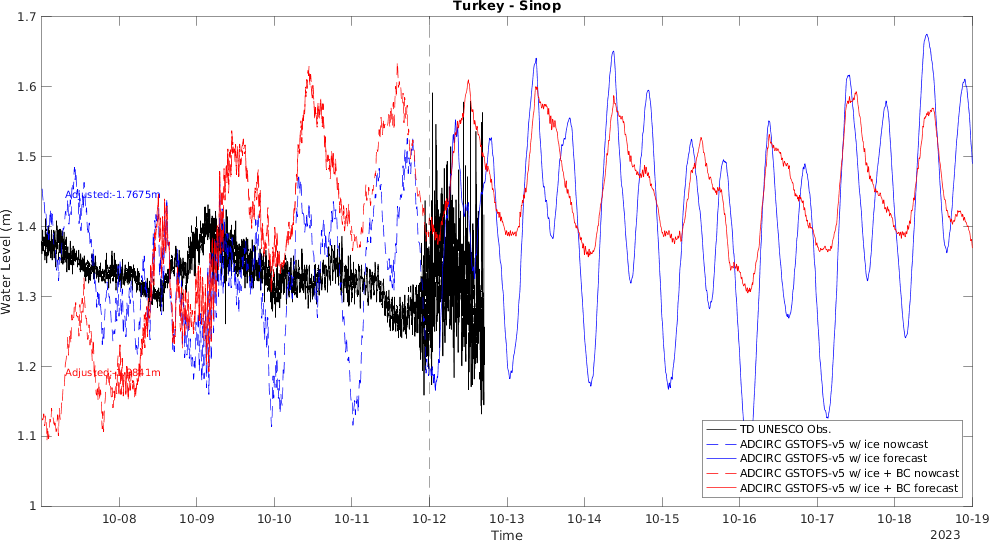 Turkey - Sinop
1.7
1.6
1.5
1.4
1.3
1.2
1.1
1
Water Level (m)
Adjusted:-1.7675m
10-08
10-09
10-10
10-11
10-12
10-13
10-14
10-15
10-16
10-17
10-18
10-19
Time
2023
TD UNESCO Obs.
ADCIRC GSTOFS-v5 w/ ice nowcast
ADCIRC GSTOFS-v5 w/ ice forecast
ADCIRC GSTOFS-v5 w/ ice + BC nowcast
ADCIRC GSTOFS-v5 w/ ice + BC forecast